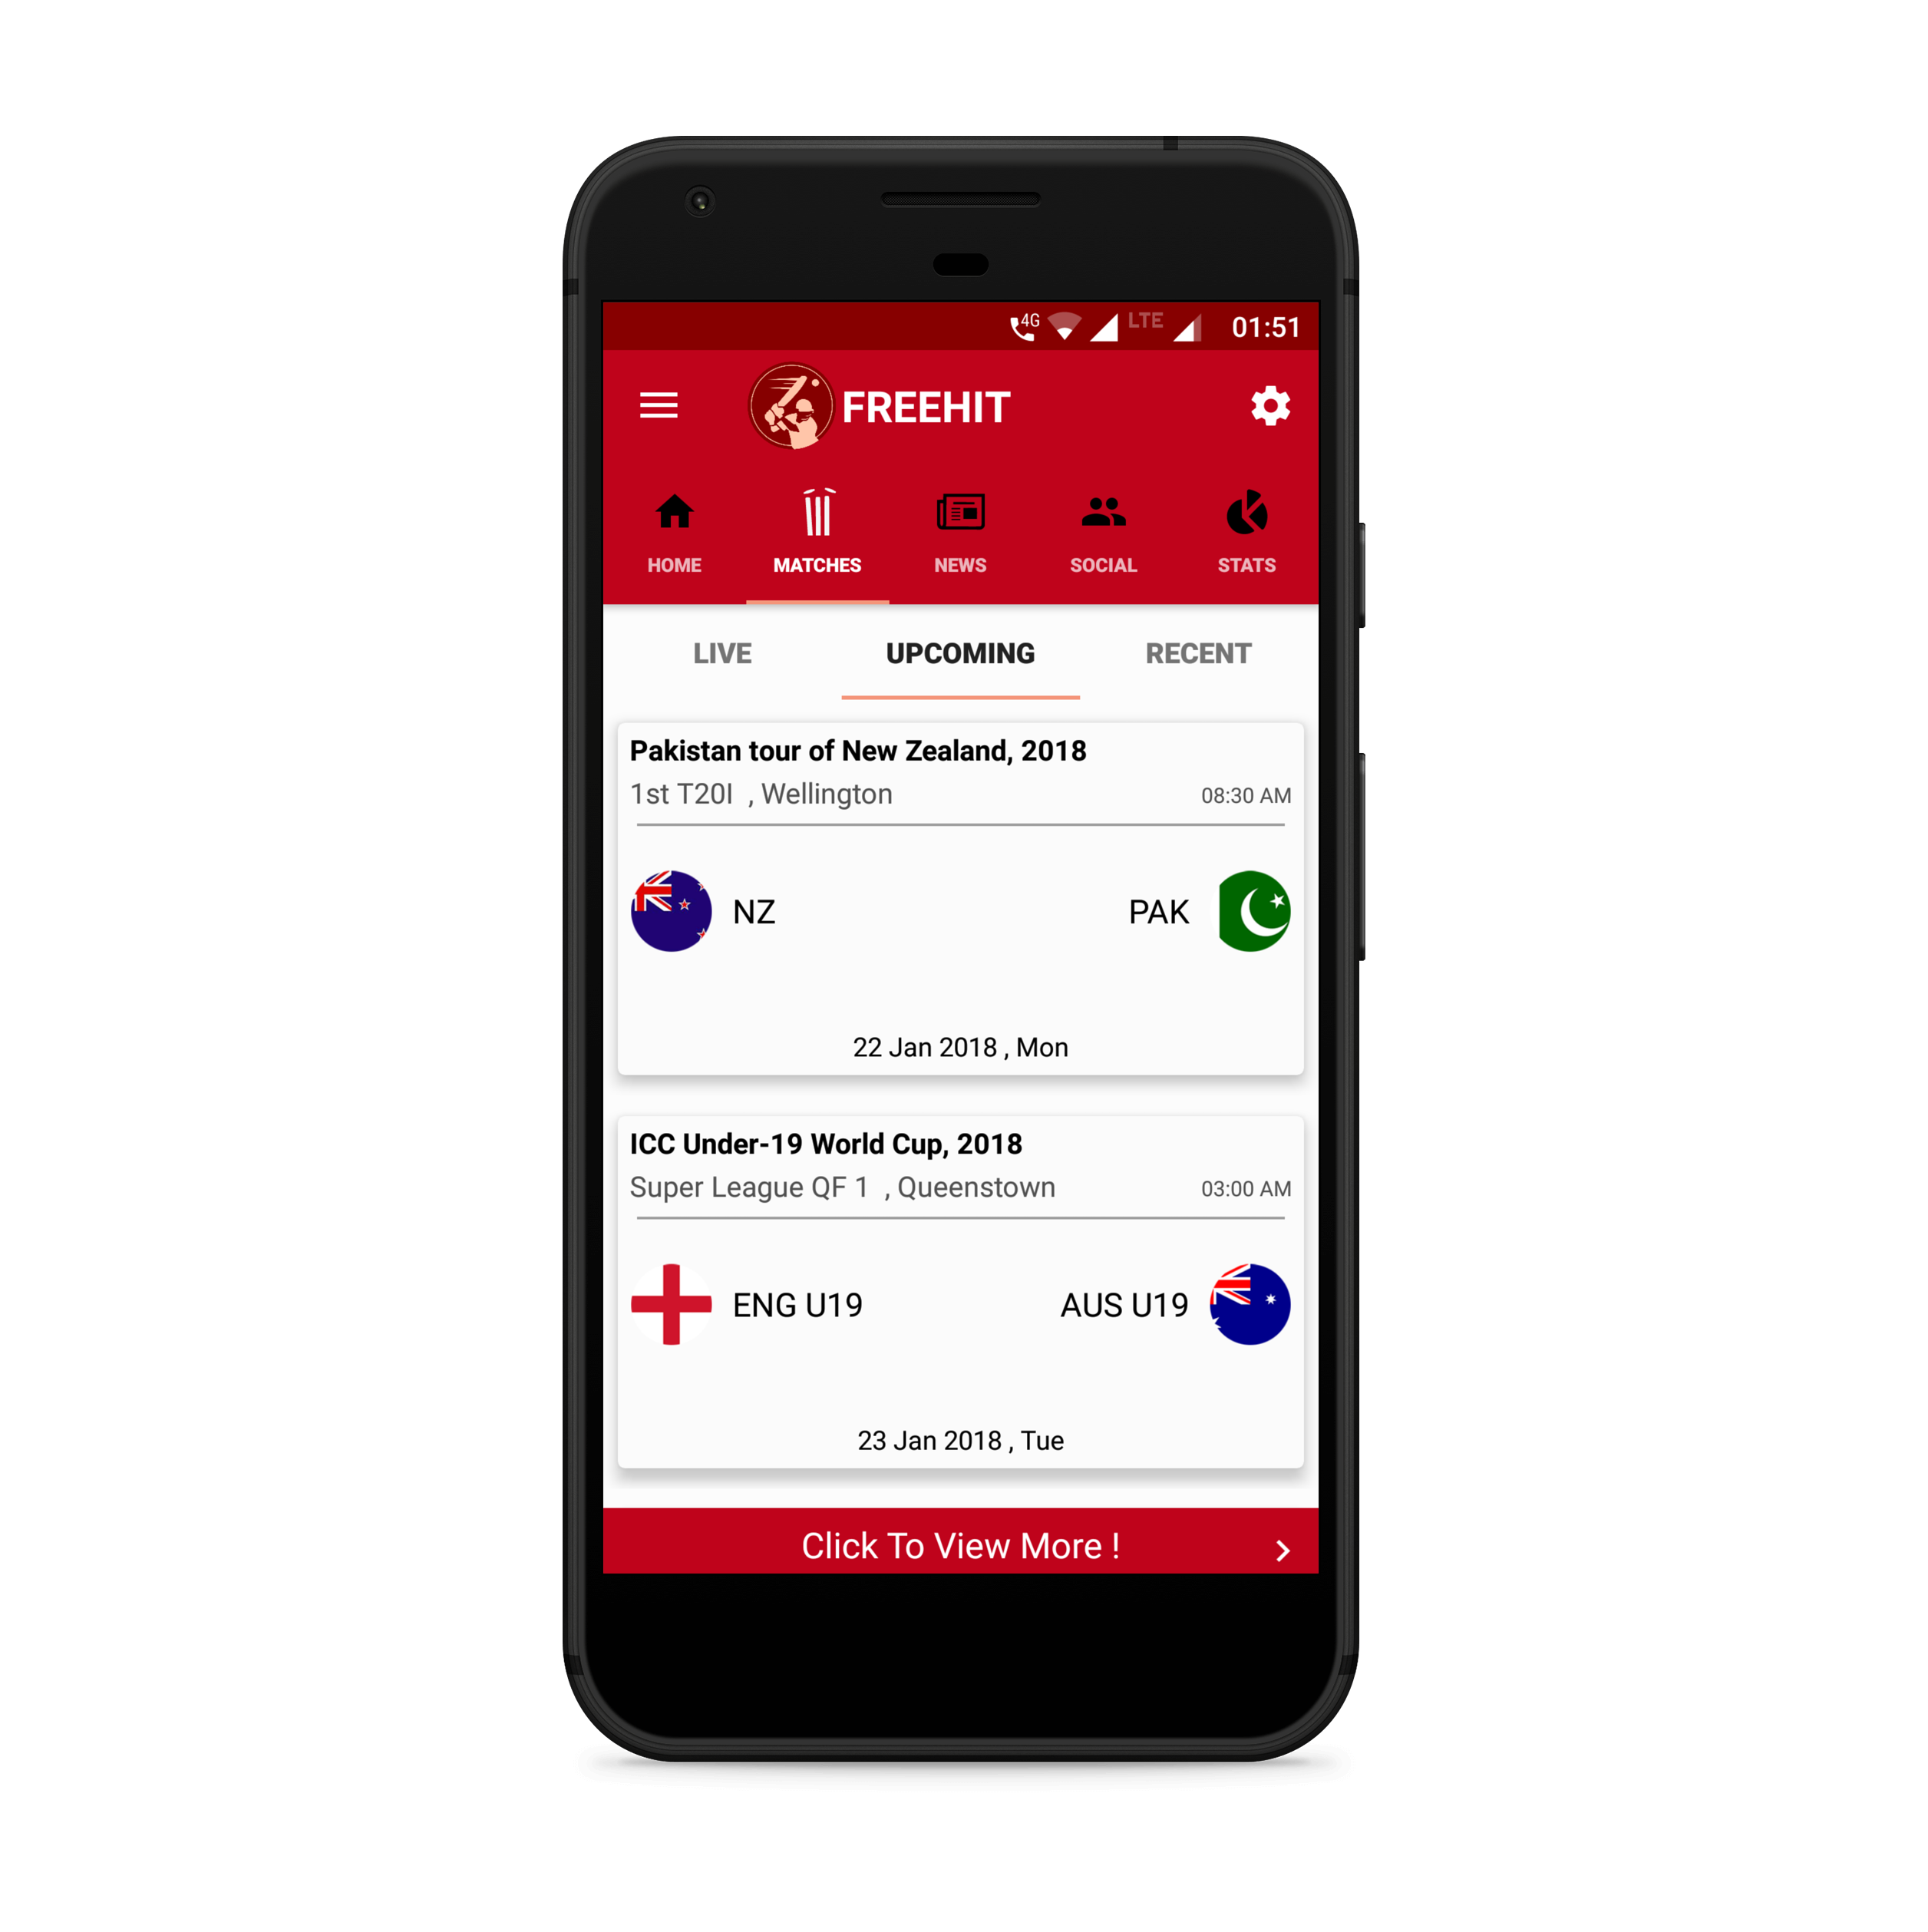 4G LTE 01:51
FREEHIT
HOME MATCHES NEWS SOCIAL STATS
LIVE UPCOMING RECENT
Pakistan tour of New Zealand, 2018
1st T20I , Wellington 08:30 AM
NZ PAK
22 Jan 2018 , Mon
ICC Under-19 World Cup, 2018
Super League QF 1 , Queenstown 03:00 AM
ENG U19 AUS U19
23 Jan 2018 , Tue
Click To View More !